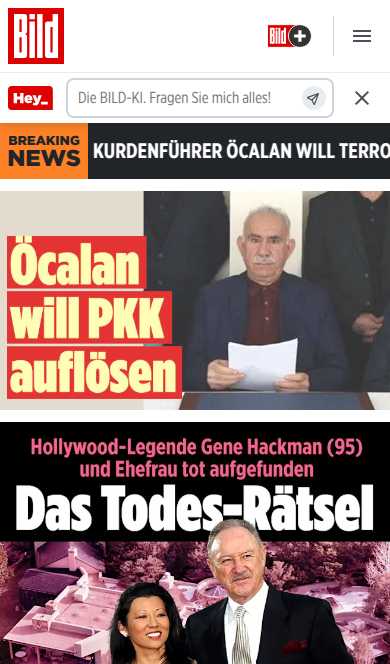 Bild
Bild
Hey_
Die BILD-KI. Fragen Sie mich alles!
BREAKING
NEWS
KURDENFÜHRER ÖCALAN WILL TERRO
Öcalan
will PKK
auflösen
Hollywood-Legende Gene Hackman (95)
und Ehefrau tot aufgefunden
Das Todes-Rätsel